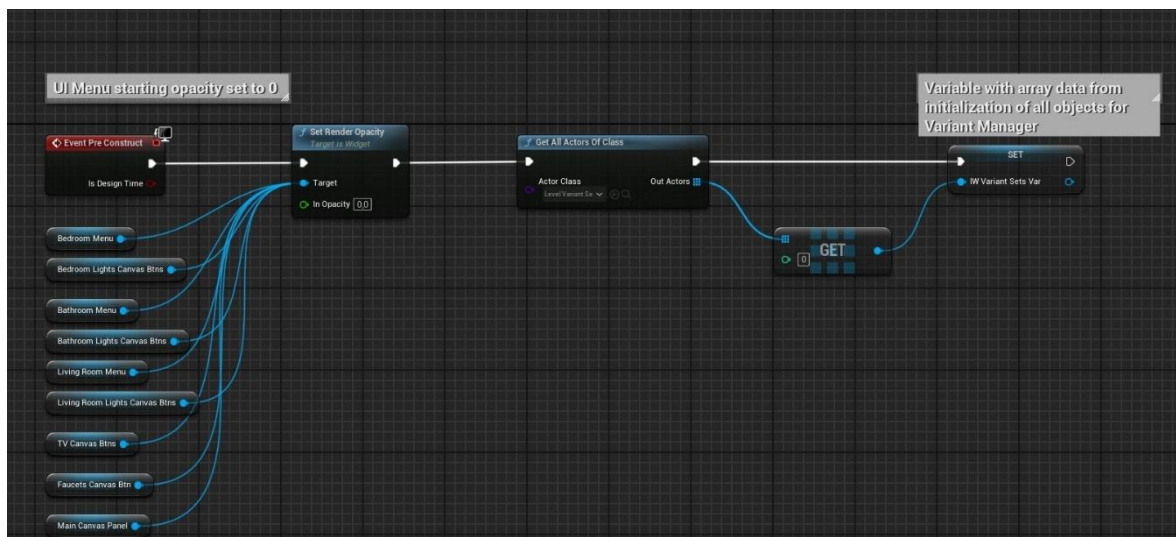 UI Menu starting opacity set to 0
Variable with array data from
initialization of all objects for
Variant Manager
Event Pre Construct
Is Design Time
Set Render Opacity
Target is Widget
Target
In Opacity 0,0
Get All Actors Of Class
Actor Class
Level Variant Se
Out Actors
SET
IW Variant Sets Var
0 GET
Bedroom Menu
Bedroom Lights Canvas Btns
Bathroom Menu
Bathroom Lights Canvas Btns
Living Room Menu
Living Room Lights Canvas Btns
TV Canvas Btns
Faucets Canvas Btn
Main Canvas Panel